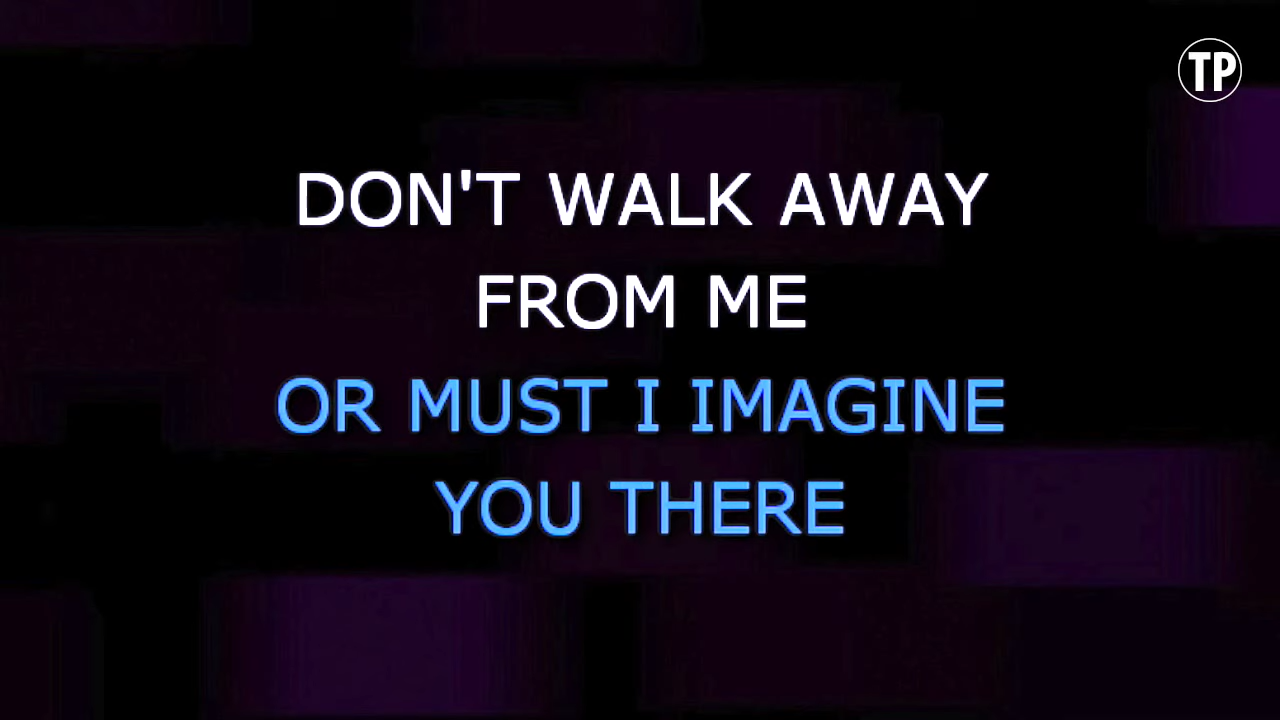 TP
DON'T WALK AWAY
FROM ME
OR MUST I IMAGINE
YOU THERE